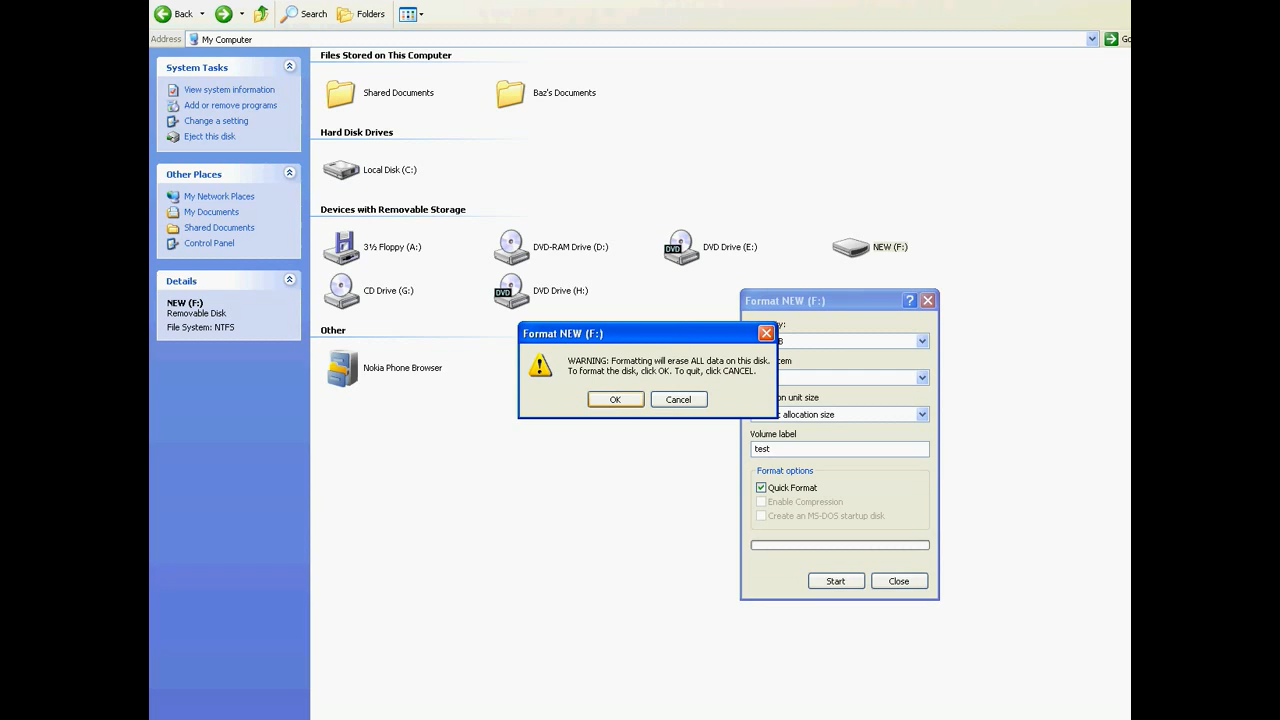 Back Search Folders
Address My Computer Go
System Tasks
View system information
Add or remove programs
Change a setting
Eject this disk
Other Places
My Network Places
My Documents
Shared Documents
Control Panel
Details
NEW (F:)
Removable Disk
File System: NTFS
Files Stored on This Computer
Shared Documents Baz's Documents
Hard Disk Drives
Local Disk (C:)
Devices with Removable Storage
3½ Floppy (A:) DVD-RAM Drive (D:) DVD Drive (E:) NEW (F:)
CD Drive (G:) DVD Drive (H:)
Other
Nokia Phone Browser
Format NEW (F:)
WARNING: Formatting will erase ALL data on this disk.
To format the disk, click OK. To quit, click CANCEL.
OK Cancel
Format NEW (F:)
unit size
allocation size
Volume label
test
Format options
Quick Format
Enable Compression
Create an MS-DOS startup disk
Start Close